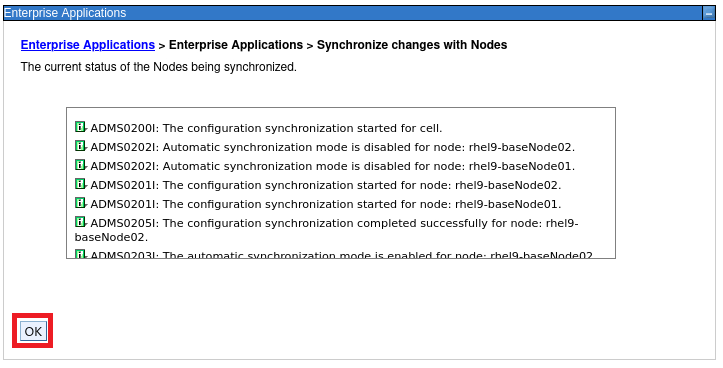 Enterprise Applications
Enterprise Applications > Enterprise Applications > Synchronize changes with Nodes
The current status of the Nodes being synchronized.
ADMS0200I: The configuration synchronization started for cell.
ADMS0202I: Automatic synchronization mode is disabled for node: rhel9-baseNode02.
ADMS0202I: Automatic synchronization mode is disabled for node: rhel9-baseNode01.
ADMS0201I: The configuration synchronization started for node: rhel9-baseNode02.
ADMS0201I: The configuration synchronization started for node: rhel9-baseNode01.
ADMS0205I: The configuration synchronization completed successfully for node: rhel9-
baseNode02.
ADMS0203I: The automatic synchronization mode is enabled for node: rhel9-baseNode02.
OK